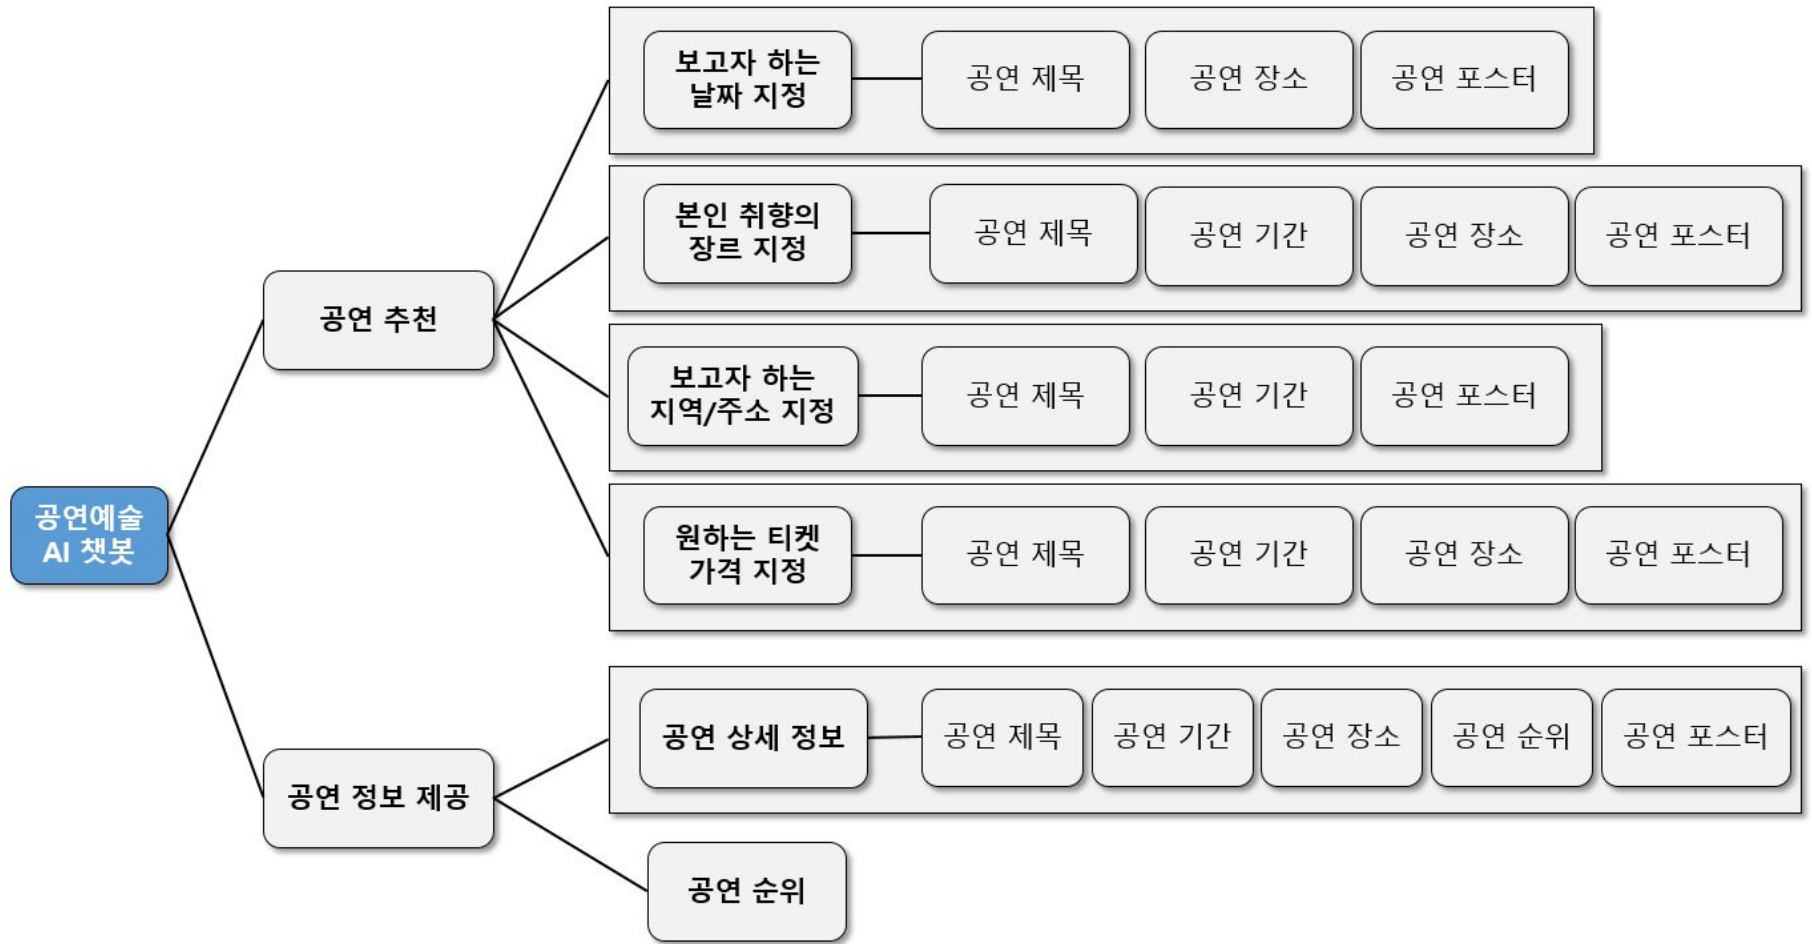 보고자 하는
날짜 지정
공연 제목
공연 장소
공연 포스터
본인 취향의
장르 지정
공연 제목
공연 기간
공연 장소
공연 포스터
공연 추천
보고자 하는
지역/주소 지정
공연 제목
공연 기간
공연 포스터
공연예술
AI 챗봇
원하는 티켓
가격 지정
공연 제목
공연 기간
공연 장소
공연 포스터
공연 정보 제공
공연 상세 정보
공연 제목
공연 기간
공연 장소
공연 순위
공연 포스터
공연 순위